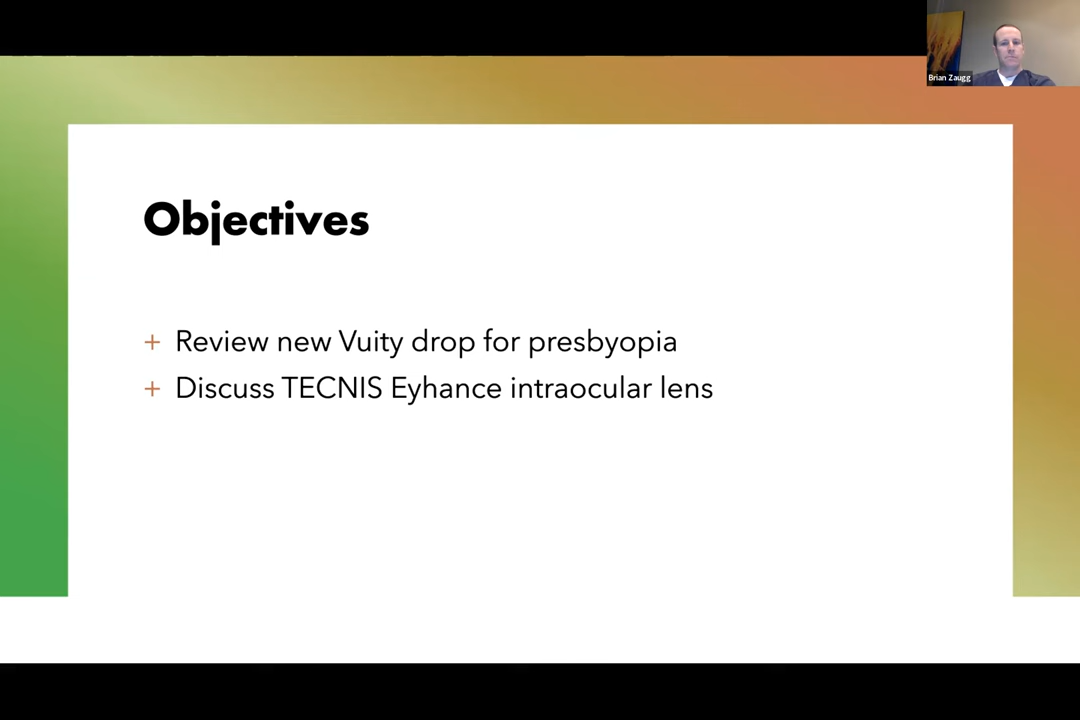 Brian Zaugg
Objectives
+ Review new Vuity drop for presbyopia
+ Discuss TECNIS Eyhance intraocular lens